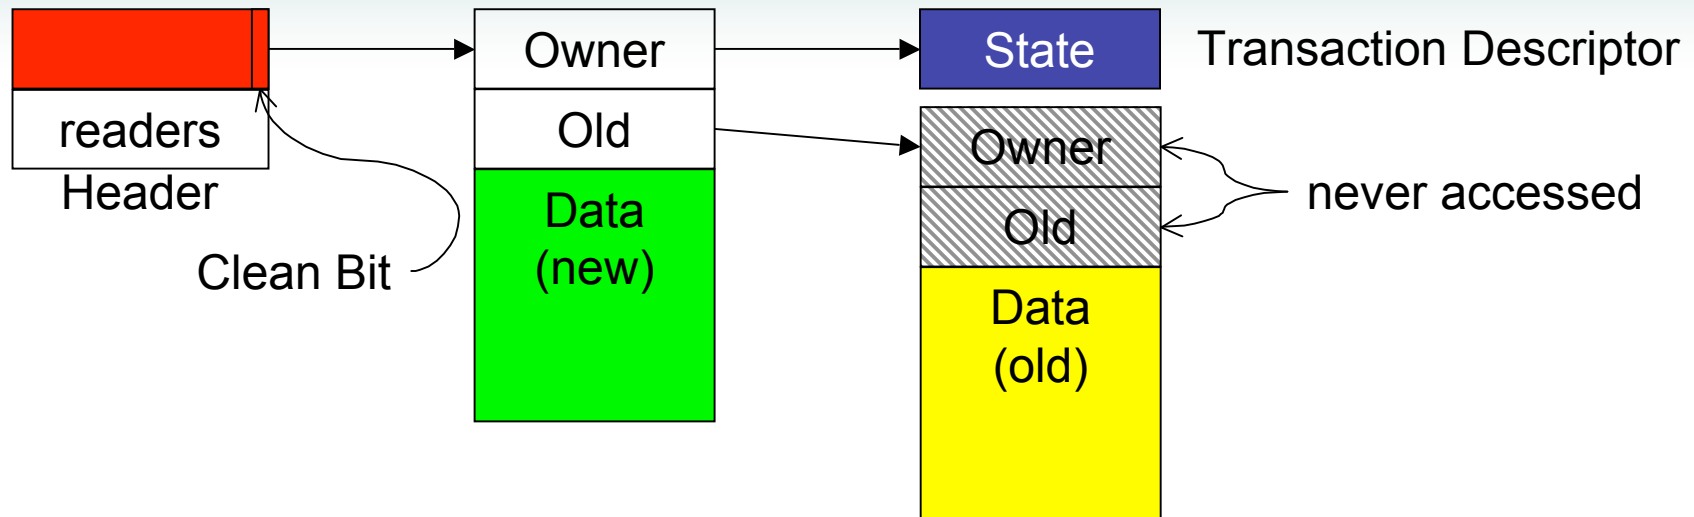 Owner
State
Transaction Descriptor
readers
Old
Owner
Header
never accessed
Data
(new)
Old
Clean Bit
Data
(old)